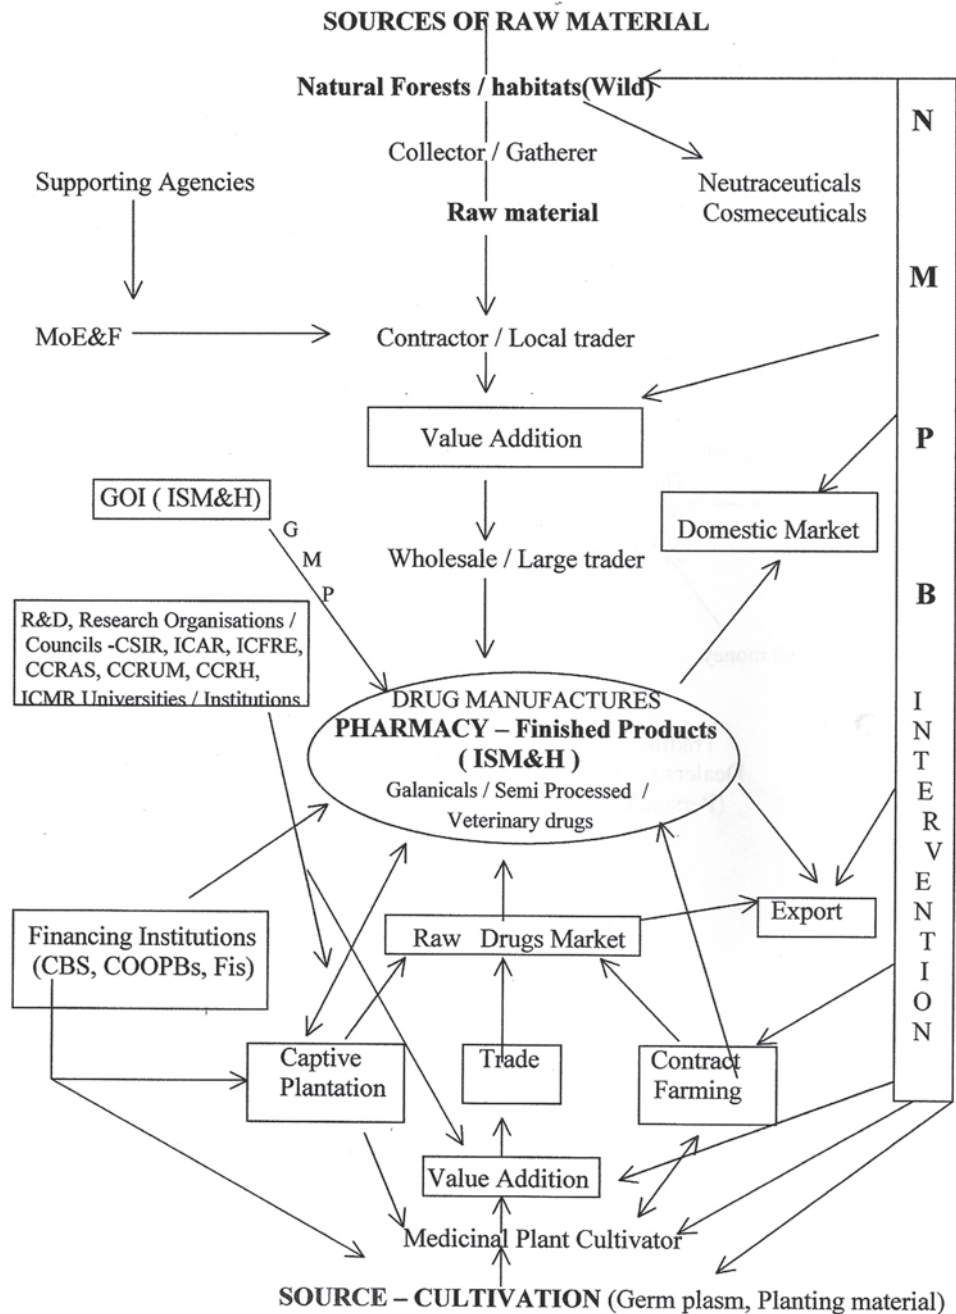 SOURCES OF RAW MATERIAL
Natural Forests / habitats(Wild)
Collector / Gatherer
Supporting Agencies
Neutraceuticals
Cosmeceuticals
Raw material
MoE&F
Contractor / Local trader
Value Addition
GOI ( ISM&H)
G
M
P
Domestic Market
Wholesale / Large trader
R&D, Research Organisations /
Councils -CSIR, ICAR, ICFRE,
CCRAS, CCRUM, CCRH,
ICMR Universities / Institutions
DRUG MANUFACTURES
PHARMACY – Finished Products
( ISM&H )
Galanicals / Semi Processed /
Veterinary drugs
Financing Institutions
(CBS, COOPBs, Fis)
Raw Drugs Market
Export
Captive
Plantation
Trade
Contract
Farming
Value Addition
Medicinal Plant Cultivator
SOURCE – CULTIVATION (Germ plasm, Planting material)
N
M
P
B
I
N
T
E
R
V
E
N
T
I
O
N